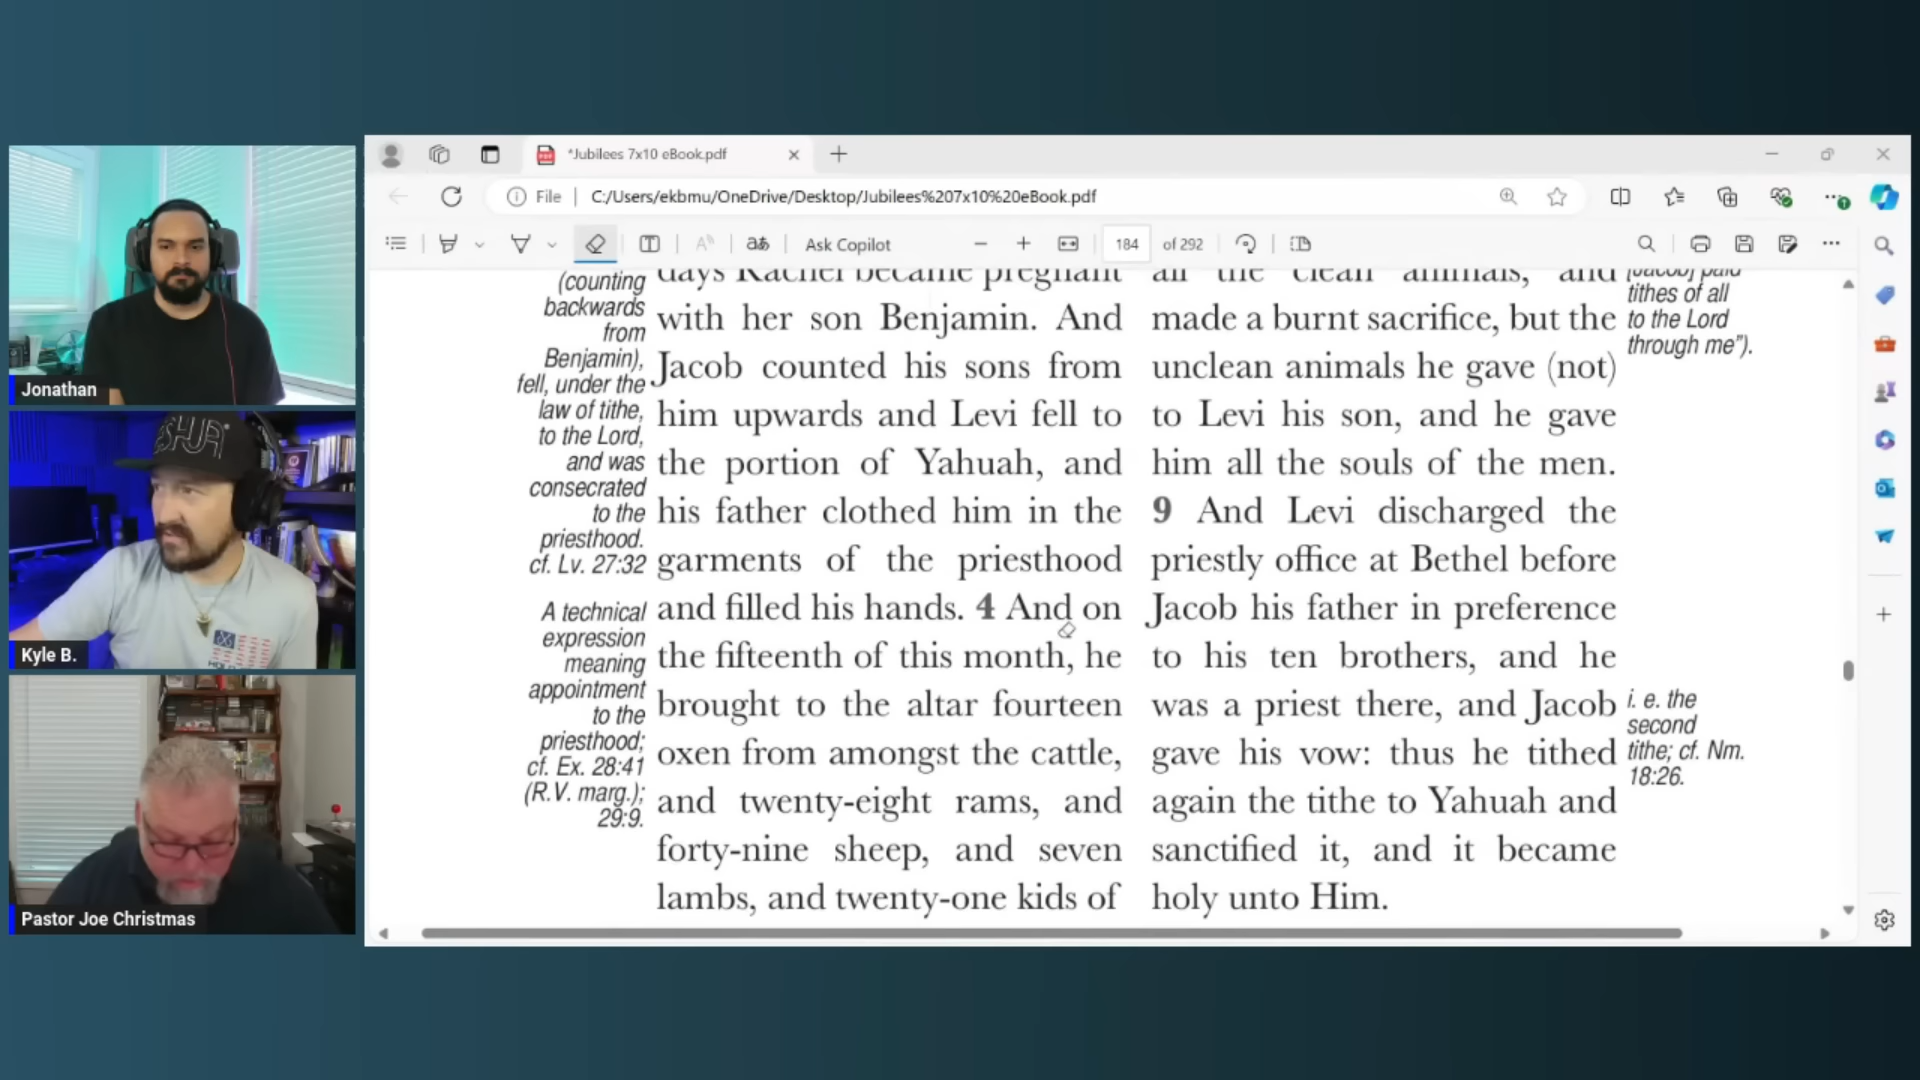 Jonathan
Kyle B.
Pastor Joe Christmas
*Jubilees 7x10 eBook.pdf
File
C:/Users/ekbmu/OneDrive/Desktop/Jubilees%207x10%20eBook.pdf
Ask Copilot
184
of 292
(counting
backwards
from
Benjamin),
fell, under the
law of tithe,
to the Lord,
and was
consecrated
to the
priesthood.
cf. Lv. 27:32
A technical
expression
meaning
appointment
to the
priesthood;
cf. Ex. 28:41
(R.V. marg.);
29:9.
days Rachel became pregnant
with her son Benjamin. And
Jacob counted his sons from
him upwards and Levi fell to
the portion of Yahuah, and
his father clothed him in the
garments of the priesthood
and filled his hands. 4 And on
the fifteenth of this month, he
brought to the altar fourteen
oxen from amongst the cattle,
and twenty-eight rams, and
forty-nine sheep, and seven
lambs, and twenty-one kids of
all the clean animals, and
made a burnt sacrifice, but the
unclean animals he gave (not)
to Levi his son, and he gave
him all the souls of the men.
9 And Levi discharged the
priestly office at Bethel before
Jacob his father in preference
to his ten brothers, and he
was a priest there, and Jacob
gave his vow: thus he tithed
again the tithe to Yahuah and
sanctified it, and it became
holy unto Him.
[Jacob] paid
tithes of all
to the Lord
through me").
i. e. the
second
tithe; cf. Nm.
18:26.